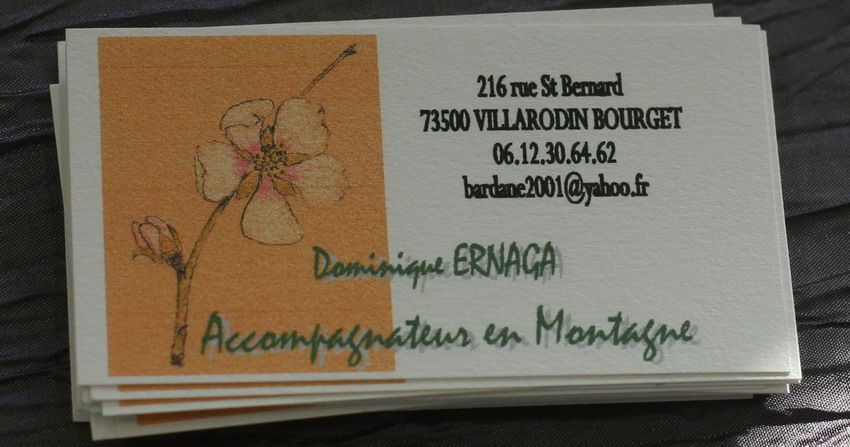 216 rue St Bernard
73500 VILLARODIN BOURGET
06.12.30.64.62
bardane2001@yahoo.fr
Dominique ERNAGA
Accompagnateur en Montagne